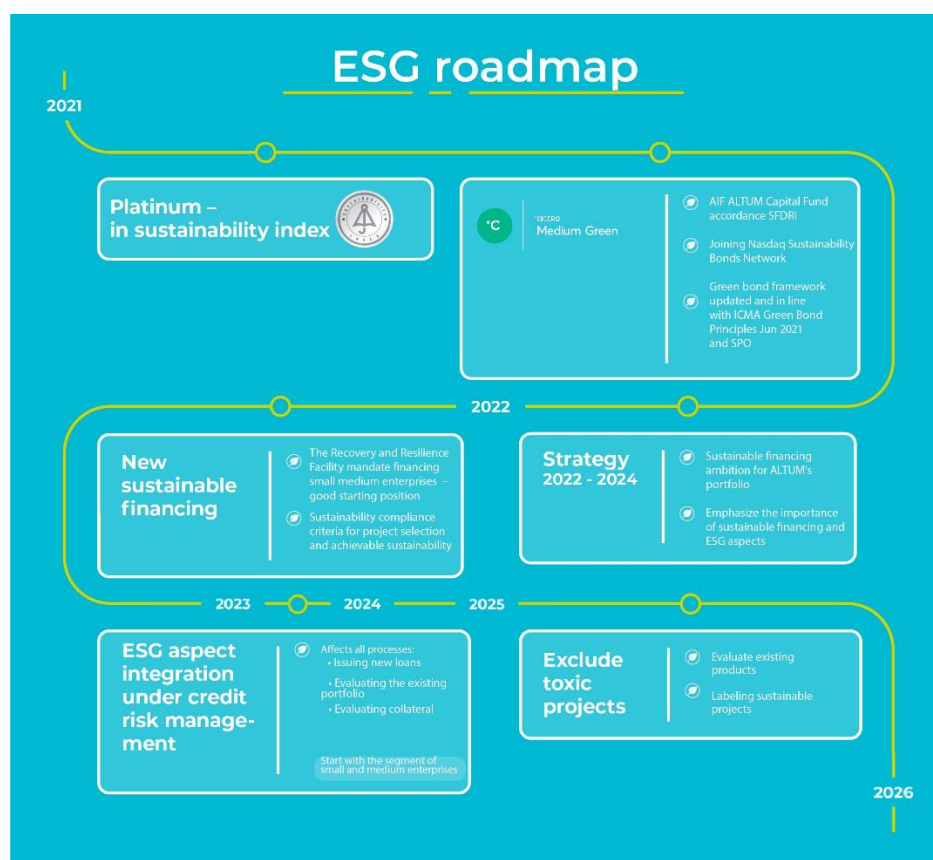 ESG roadmap
2021
Platinum –
in sustainability index
°C
°CICERO
Medium Green
AIF ALTUM Capital Fund
accordance SFDRi
Joining Nasdaq Sustainability
Bonds Network
Green bond framework
updated and in line
with ICMA Green Bond
Principles Jun 2021
and SPO
2022
New
sustainable
financing
The Recovery and Resilience
Facility mandate financing
small medium enterprises –
good starting position
Sustainability compliance
criteria for project selection
and achievable sustainability
Strategy
2022 - 2024
Sustainable financing
ambition for ALTUM's
portfolio
Emphasize the importance
of sustainable financing and
ESG aspects
2023
2024
2025
ESG aspect
integration
under credit
risk manage-
ment
Affects all processes:
• Issuing new loans
• Evaluating the existing
portfolio
• Evaluating collateral
Start with the segment of
small and medium enterprises
Exclude
toxic
projects
Evaluate existing
products
Labeling sustainable
projects
2026